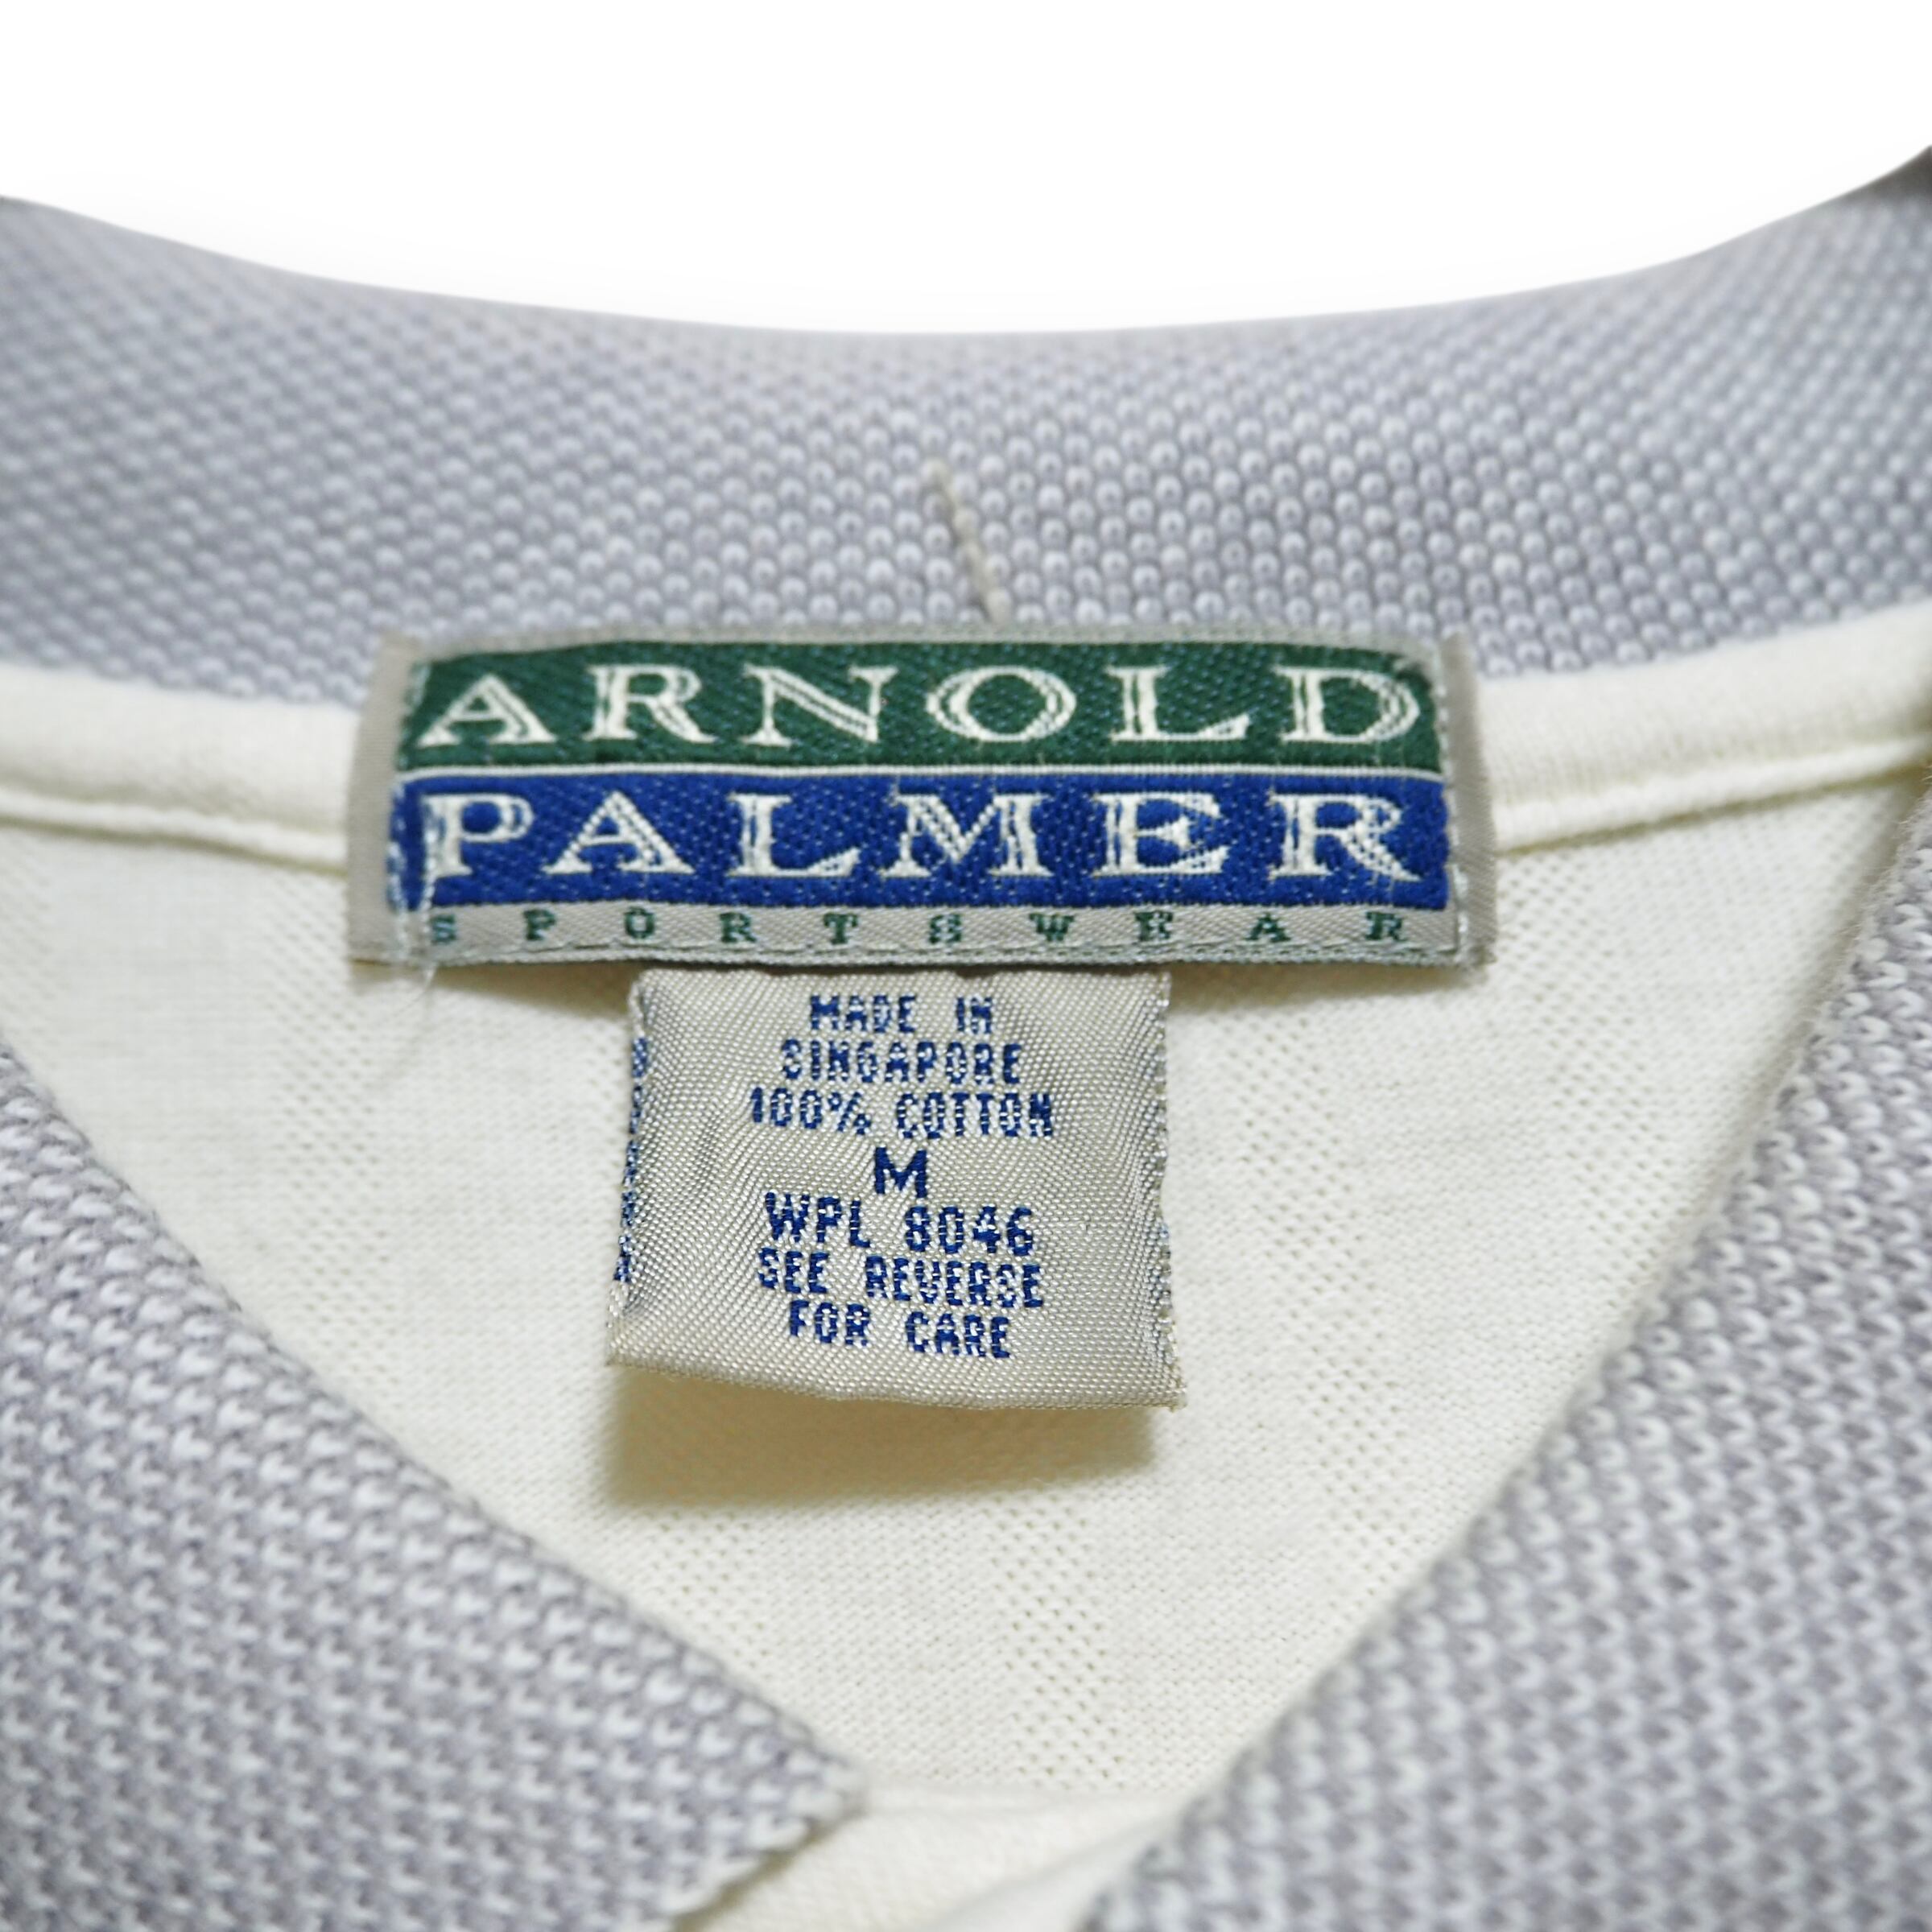 ARNOLD
PALMER
SPORTSWEAR
MADE IN
SINGAPORE
100% COTTON
M
WPL 8046
SEE REVERSE
FOR CARE